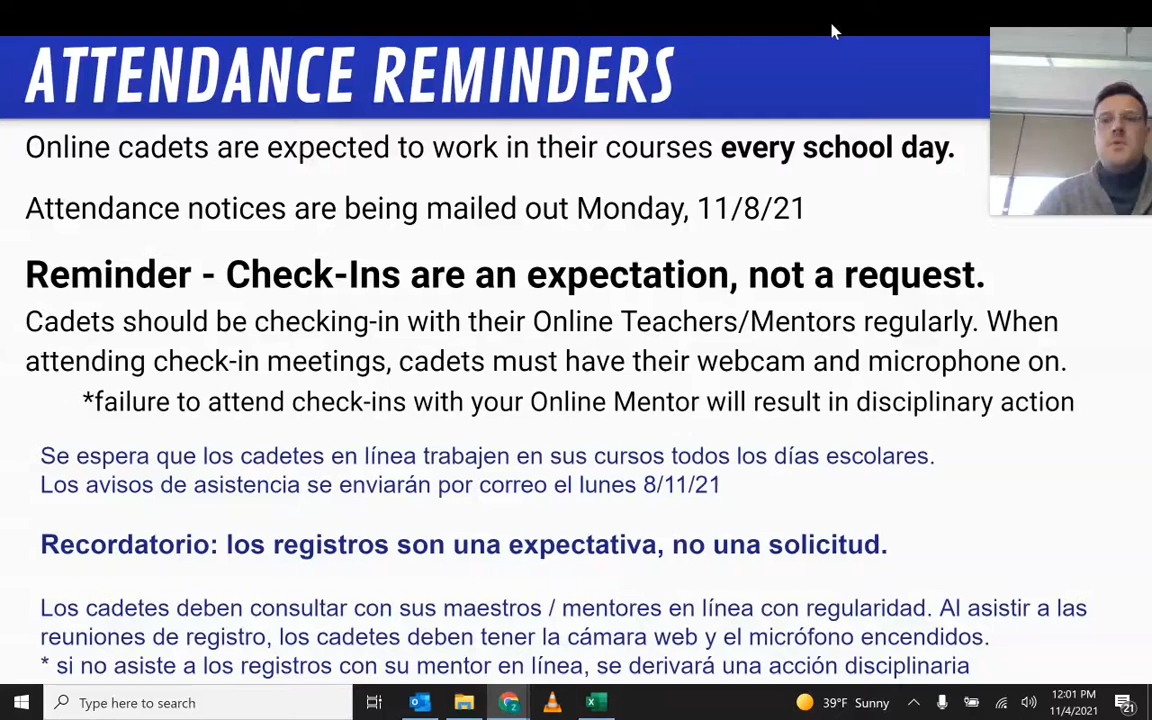 ATTENDANCE REMINDERS
Online cadets are expected to work in their courses every school day.
Attendance notices are being mailed out Monday, 11/8/21
Reminder - Check-Ins are an expectation, not a request.
Cadets should be checking-in with their Online Teachers/Mentors regularly. When
attending check-in meetings, cadets must have their webcam and microphone on.
*failure to attend check-ins with your Online Mentor will result in disciplinary action
Se espera que los cadetes en línea trabajen en sus cursos todos los días escolares.
Los avisos de asistencia se enviarán por correo el lunes 8/11/21
Recordatorio: los registros son una expectativa, no una solicitud.
Los cadetes deben consultar con sus maestros / mentores en línea con regularidad. Al asistir a las
reuniones de registro, los cadetes deben tener la cámara web y el micrófono encendidos.
* si no asiste a los registros con su mentor en línea, se derivará una acción disciplinaria
Type here to search
39°F Sunny
12:01 PM
11/4/2021
21